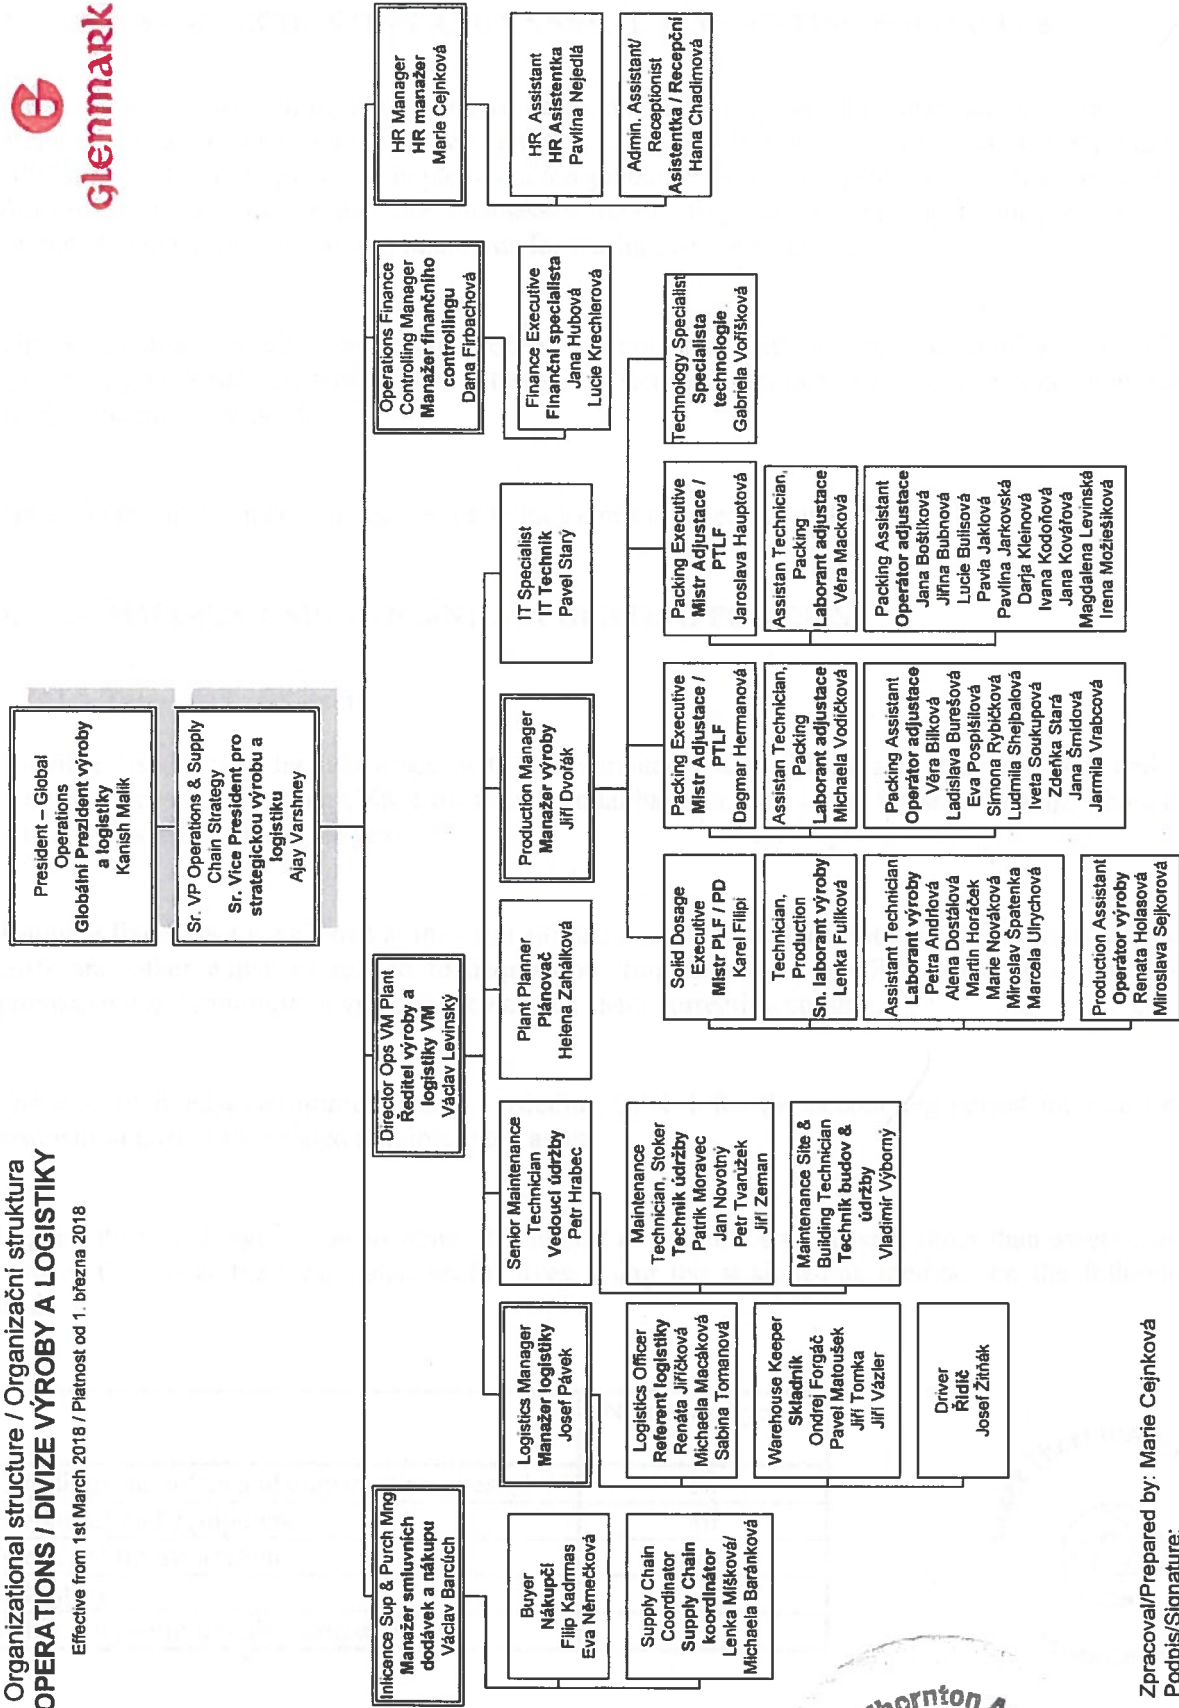 Organizational structure / Organizační struktura
OPERATIONS / DIVIZE VÝROBY A LOGISTIKY
Effective from 1st March 2018 / Platnost od 1. března 2018
glenmark
President – Global
Operations
Globální Prezident výroby
a logistiky
Kanish Malik
Sr. VP Operations & Supply
Chain Strategy
Sr. Vice President pro
strategickou výrobu a
logistiku
Ajay Varshney
Inlicence Sup & Purch Mng
Manažer smluvních
dodávek a nákupu
Václav Barcúch
Director Ops VM Plant
Ředitel výroby a
logistiky VM
Václav Levínský
Operations Finance
Controlling Manager
Manažer finančního
controllingu
Dana Firbachová
HR Manager
HR manažer
Marie Cejnková
Buyer
Nákupčí
Filip Kadrmas
Eva Němečková
Supply Chain
Coordinator
Supply Chain
koordinátor
Lenka Míšková/
Michaela Baránková
Logistics Manager
Manažer logistiky
Josef Pávek
Logistics Officer
Referent logistiky
Renáta Jiříčková
Michaela Macáková
Sabina Tomanová
Warehouse Keeper
Skladník
Ondrej Forgáč
Pavel Matoušek
Jiří Tomka
Jiří Vázler
Driver
Řidič
Josef Žitňák
Senior Maintenance
Technician
Vedoucí údržby
Petr Hrabec
Maintenance
Technician, Stoker
Technik údržby
Patrik Moravec
Jan Novotný
Petr Tvarůžek
Jiří Zeman
Maintenance Site &
Building Technician
Technik budov &
údržby
Vladimír Výborný
Plant Planner
Plánovač
Helena Zahálková
Production Manager
Manažer výroby
Jiří Dvořák
IT Specialist
IT Technik
Pavel Starý
Finance Executive
Finanční specialista
Jana Hubová
Lucie Krechlerová
HR Assistant
HR Asistentka
Pavlína Nejedlá
Admin. Assistant/
Receptionist
Asistentka / Recepční
Hana Chadimová
Solid Dosage
Executive
Mistr PLF / PD
Karel Filipi
Technician,
Production
Sn. laborant výroby
Lenka Fulíková
Assistant Technician
Laborant výroby
Petra Andrlová
Alena Dostálová
Martin Horáček
Marie Nováková
Miroslav Špatenka
Marcela Ulrychová
Production Assistant
Operátor výroby
Renata Holasová
Miroslava Sejkorová
Packing Executive
Mistr Adjustace /
PTLF
Dagmar Hermanová
Assistan Technician,
Packing
Laborant adjustace
Michaela Vodičková
Packing Assistant
Operátor adjustace
Věra Bilková
Ladislava Burešová
Eva Pospíšilová
Simona Rybičková
Ludmila Shejbalová
Iveta Soukupová
Zdeňka Stará
Jana Šmídová
Jarmila Vrabcová
Packing Executive
Mistr Adjustace /
PTLF
Jaroslava Hauptová
Assistan Technician,
Packing
Laborant adjustace
Věra Macková
Packing Assistant
Operátor adjustace
Jana Boštíková
Jiřina Bubnová
Lucie Bulisová
Pavla Jaklová
Pavlína Jarkovská
Darja Kleinová
Ivana Kodoňová
Jana Kovářová
Magdalena Levinská
Irena Možiešiková
Technology Specialist
Specialista
technologie
Gabriela Voříšková
Zpracoval/Prepared by: Marie Cejnková
Podpis/Signature: